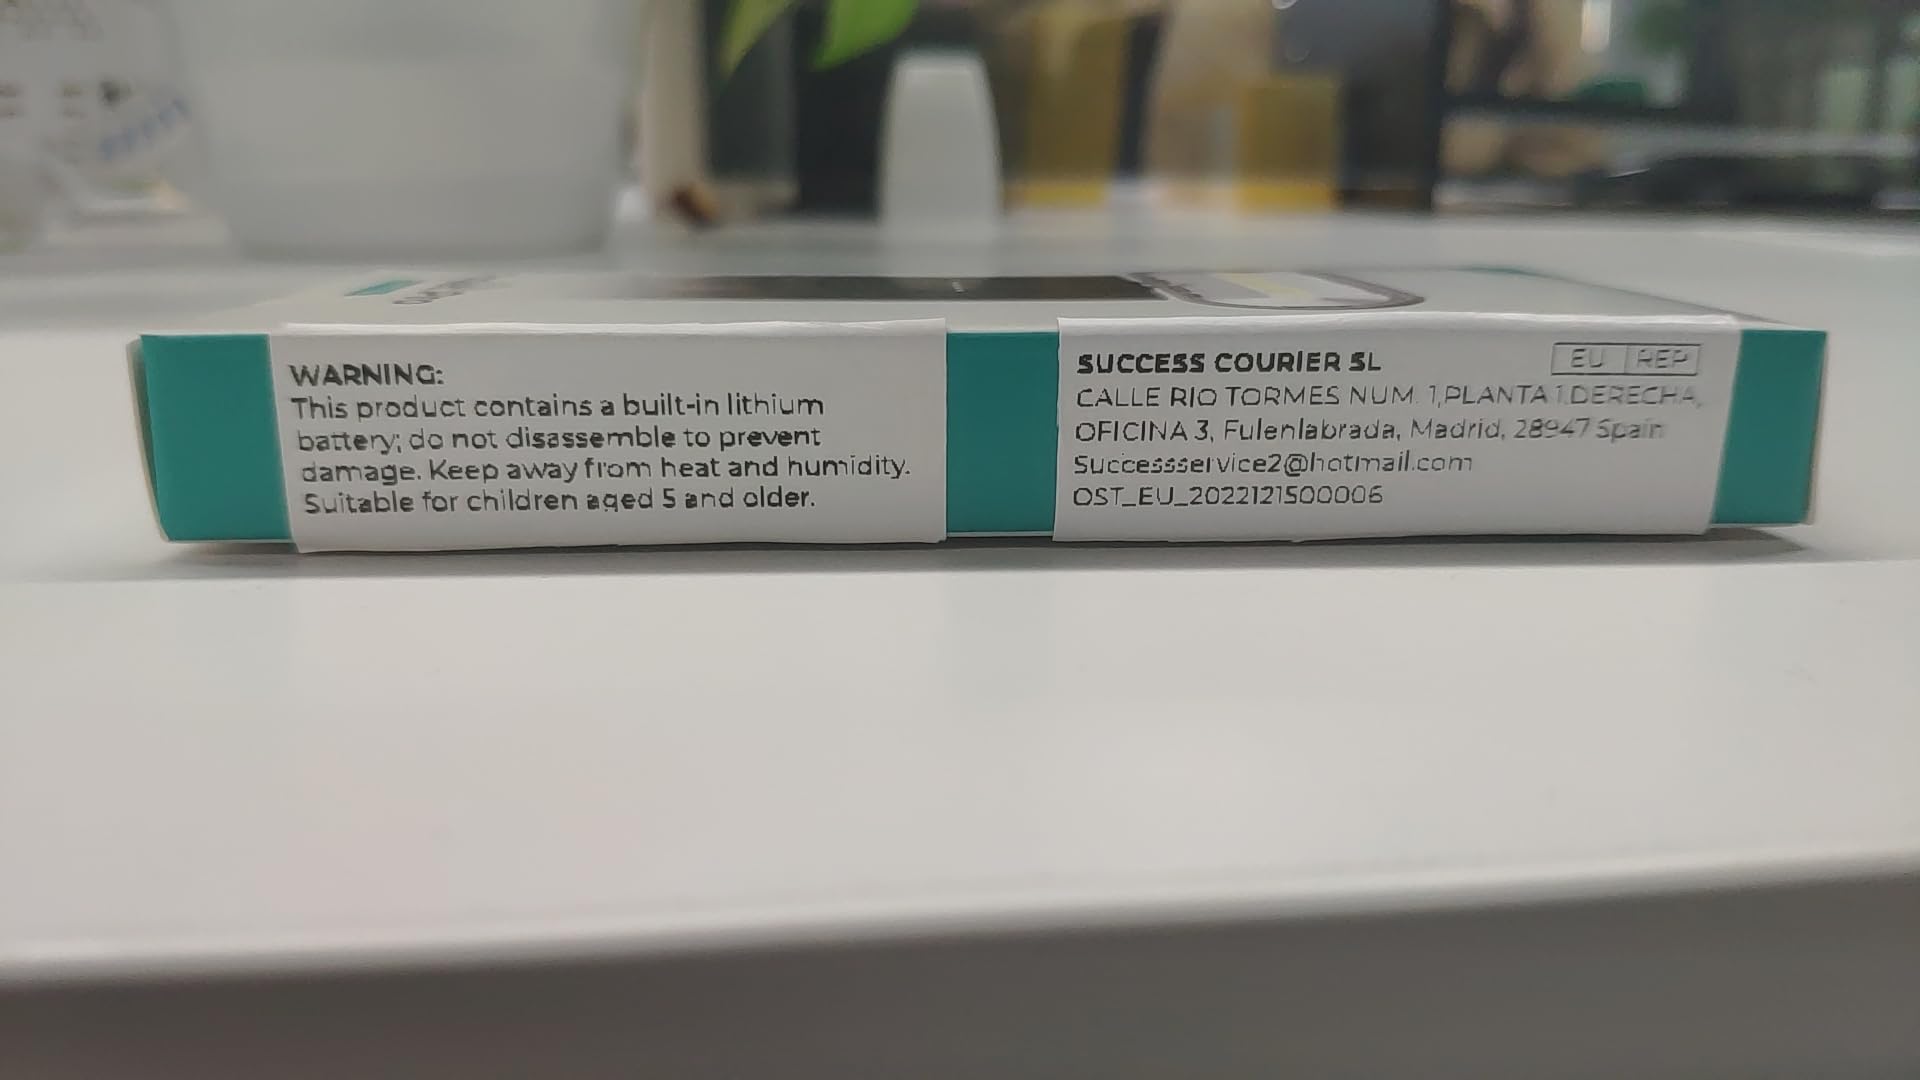 WARNING:
This product contains a built-in lithium
battery; do not disassemble to prevent
damage. Keep away from heat and humidity.
Suitable for children aged 5 and older.
SUCCESS COURIER SL
EU REP
CALLE RIO TORMES NUM. 1,PLANTA 1.DERECHA,
OFICINA 3, Fulenlabrada, Madrid, 28947 Spain
Successservice2@hotmail.com
OST_EU_2022121500006